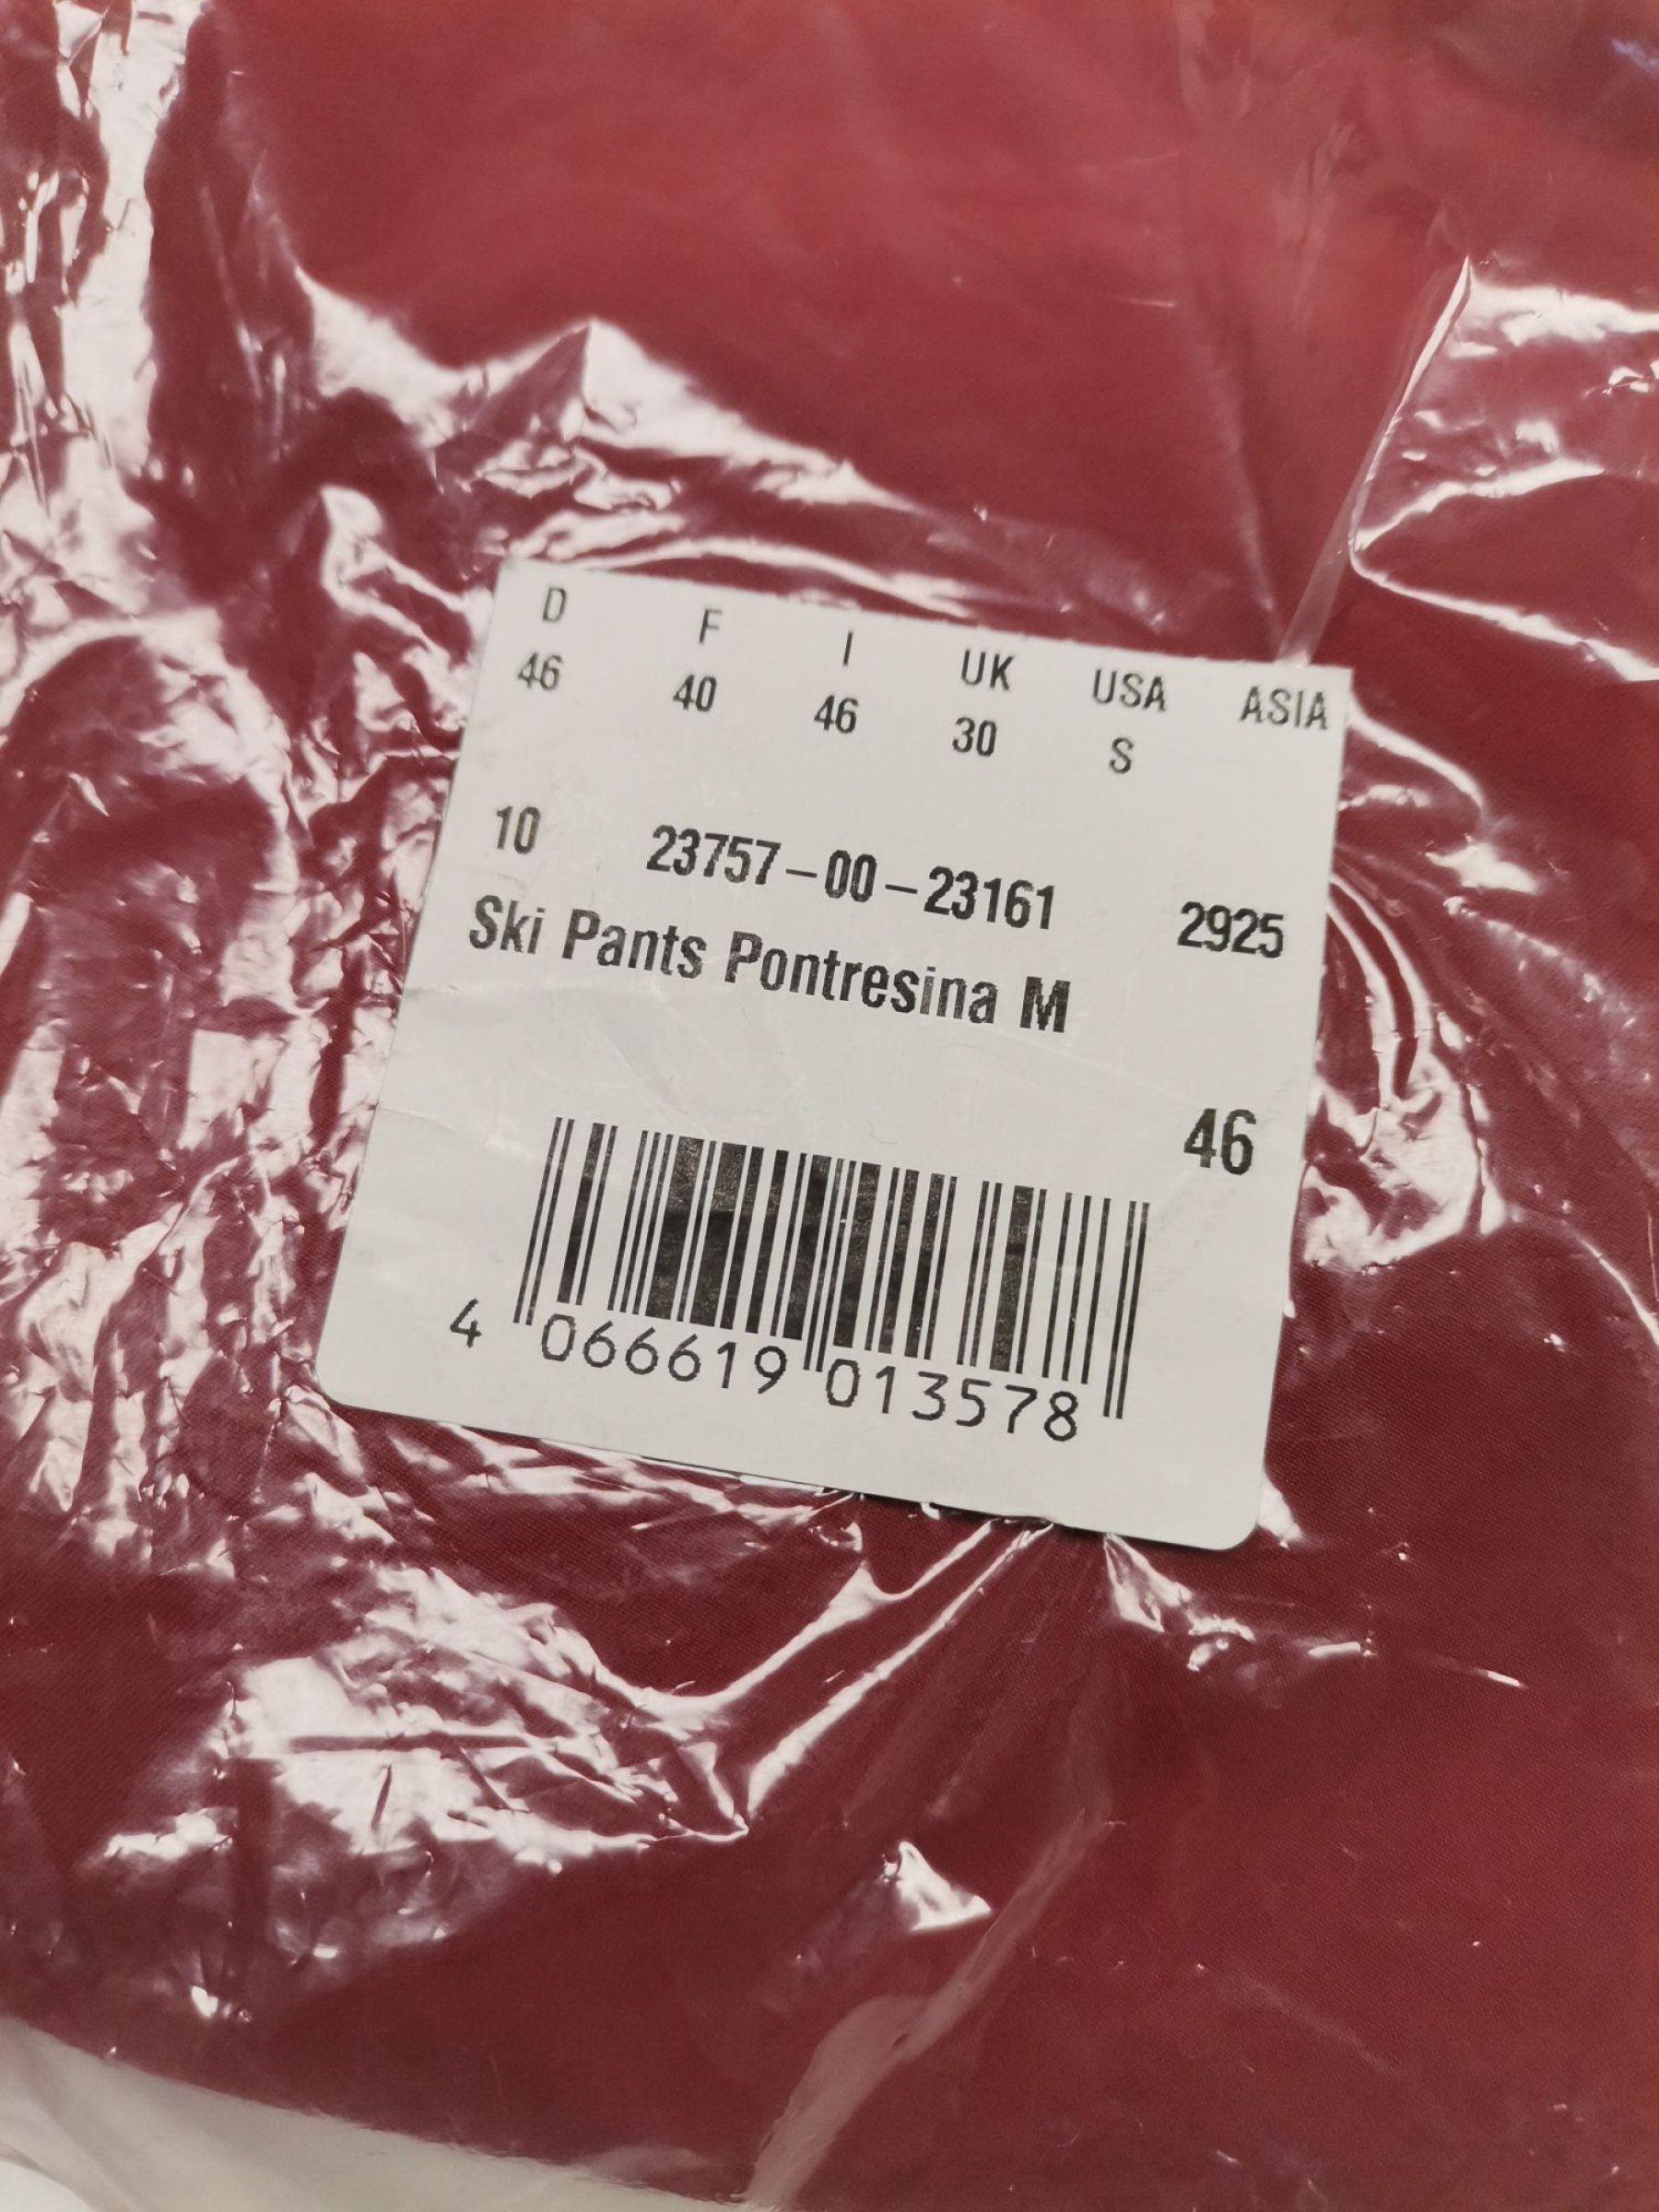 D F I UK USA ASIA
46 40 46 30 S
10 23757-00-23161 2925
Ski Pants Pontresina M
46
4 066619 013578